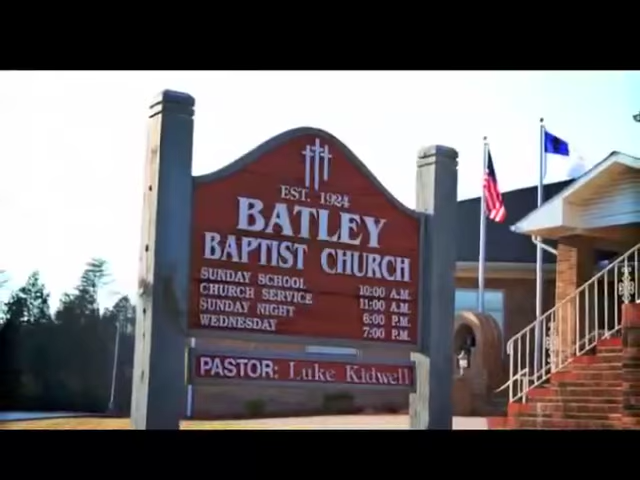 EST. 1924
BATLEY
BAPTIST CHURCH
SUNDAY SCHOOL 10:00 A.M.
CHURCH SERVICE 11:00 A.M.
SUNDAY NIGHT 6:00 P.M.
WEDNESDAY 7:00 P.M.
PASTOR: LUKE KIDWELL